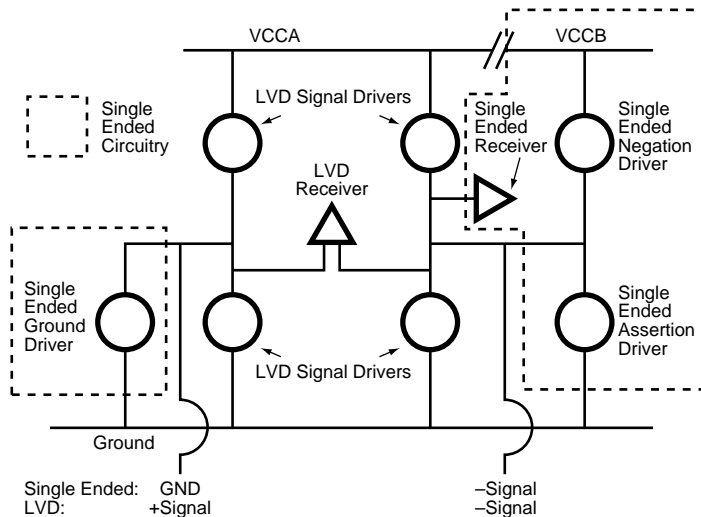 VCCA
VCCB
Single
Ended
Circuitry
LVD Signal Drivers
Single
Ended
Receiver
Single
Ended
Negation
Driver
LVD
Receiver
Single
Ended
Ground
Driver
Single
Ended
Assertion
Driver
LVD Signal Drivers
Ground
Single Ended: GND –Signal
LVD: +Signal –Signal